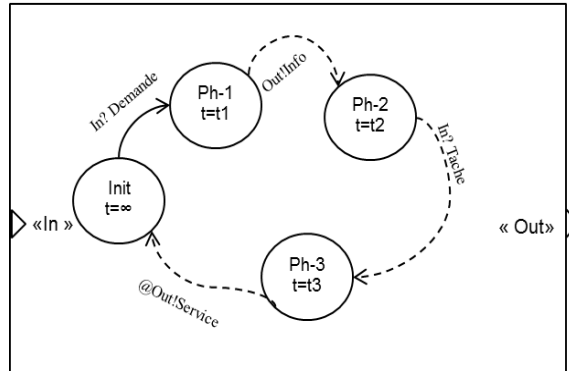 Out!Info
Ph-1
t=t1
In? Demande
Ph-2
t=t2
In? Tache
Init
t=∞
«In »
« Out»
Ph-3
t=t3
@Out!Service